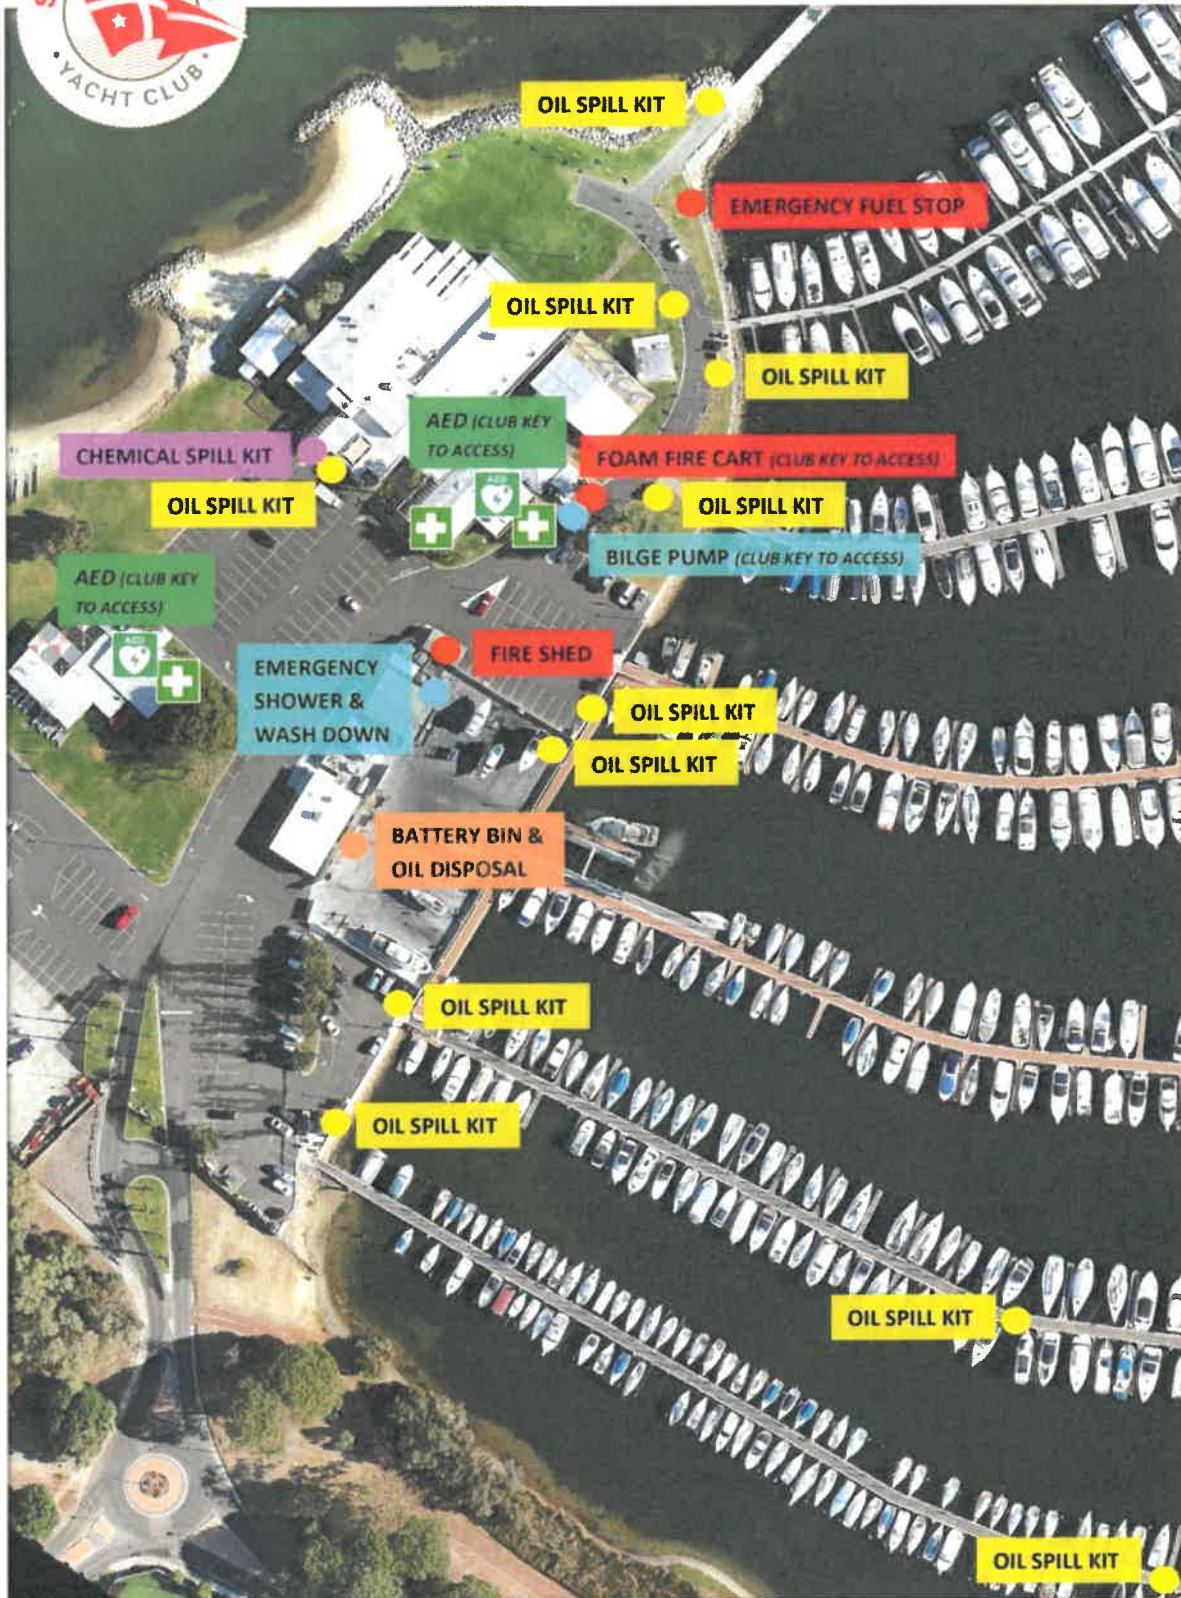 YACHT CLUB
OIL SPILL KIT
EMERGENCY FUEL STOP
OIL SPILL KIT
OIL SPILL KIT
AED (CLUB KEY
TO ACCESS)
CHEMICAL SPILL KIT
FOAM FIRE CART (CLUB KEY TO ACCESS)
AED
OIL SPILL KIT
OIL SPILL KIT
BILGE PUMP (CLUB KEY TO ACCESS)
AED (CLUB KEY
TO ACCESS)
AED
FIRE SHED
EMERGENCY
SHOWER &
WASH DOWN
OIL SPILL KIT
OIL SPILL KIT
BATTERY BIN &
OIL DISPOSAL
OIL SPILL KIT
OIL SPILL KIT
OIL SPILL KIT
OIL SPILL KIT